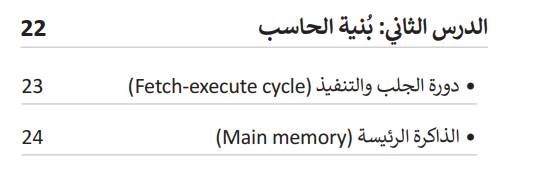 الدرس الثاني: بُنية الحاسب 22
• دورة الجلب والتنفيذ (Fetch-execute cycle) 23
• الذاكرة الرئيسة (Main memory) 24